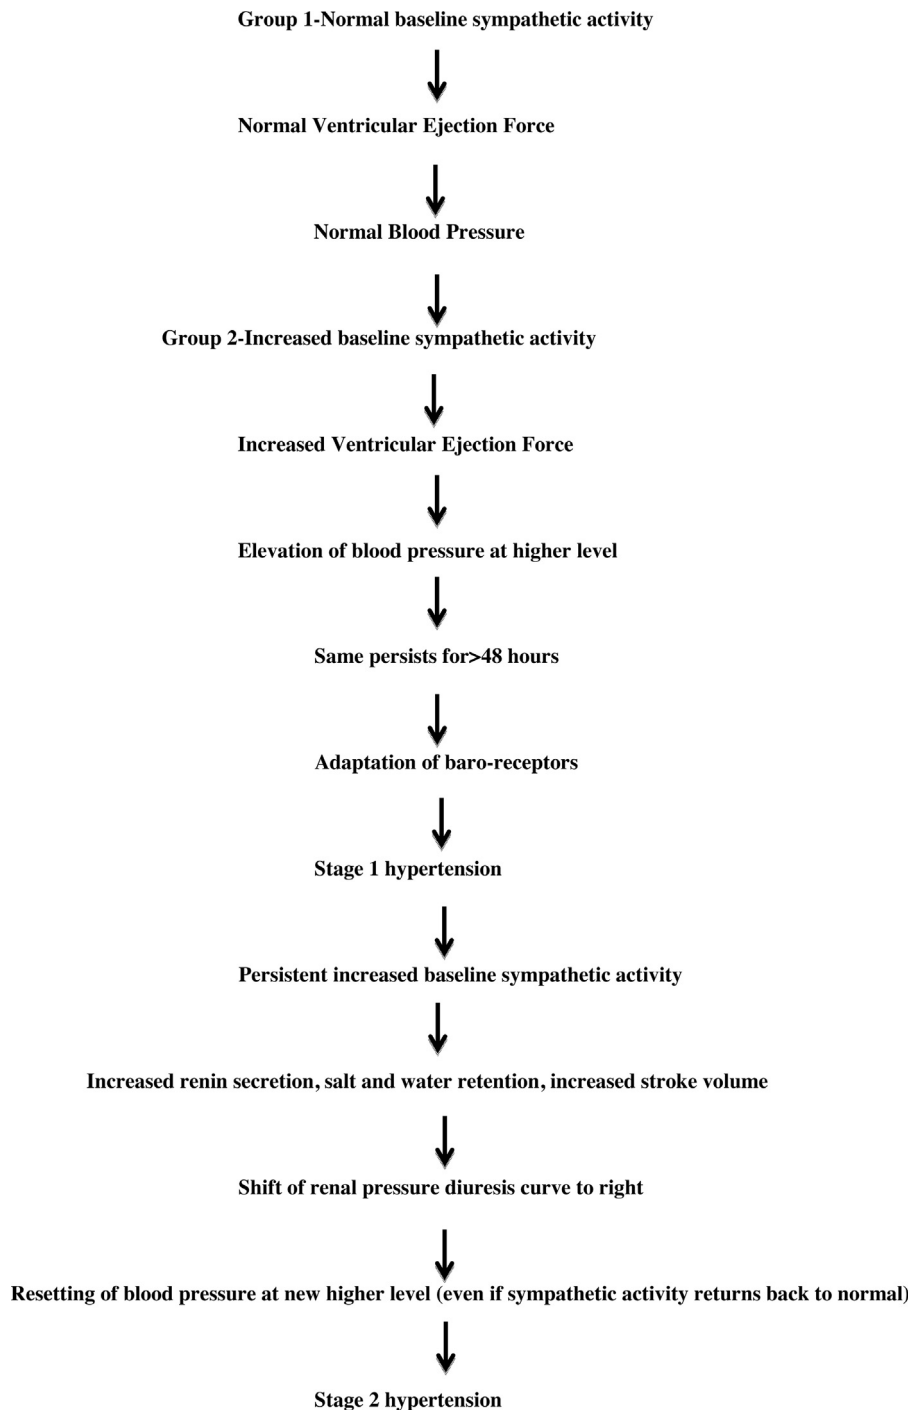 Group 1-Normal baseline sympathetic activity
Normal Ventricular Ejection Force
Normal Blood Pressure
Group 2-Increased baseline sympathetic activity
Increased Ventricular Ejection Force
Elevation of blood pressure at higher level
Same persists for>48 hours
Adaptation of baro-receptors
Stage 1 hypertension
Persistent increased baseline sympathetic activity
Increased renin secretion, salt and water retention, increased stroke volume
Shift of renal pressure diuresis curve to right
Resetting of blood pressure at new higher level (even if sympathetic activity returns back to normal)
Stage 2 hypertension